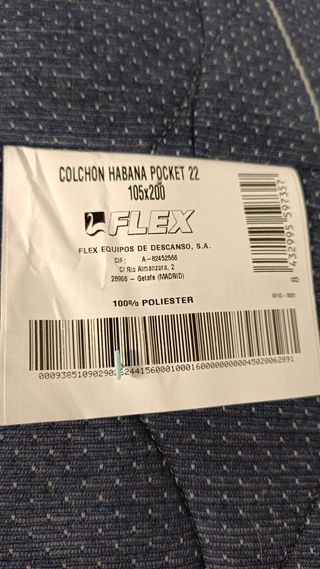 COLCHON HABANA POCKET 22
105x200
FLEX
FLEX EQUIPOS DE DESCANSO, S.A.
CIF: A-82452566
C/ Rio Almanzora, 2
28906 - Getafe (MADRID)
100% POLIESTER
8 432995 597357